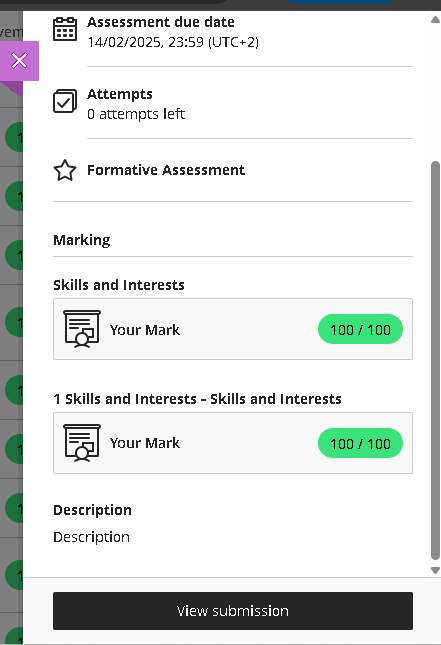 Assessment due date
14/02/2025, 23:59 (UTC+2)
Attempts
0 attempts left
Formative Assessment
Marking
Skills and Interests
Your Mark
100 / 100
1 Skills and Interests - Skills and Interests
Your Mark
100 / 100
Description
Description
View submission